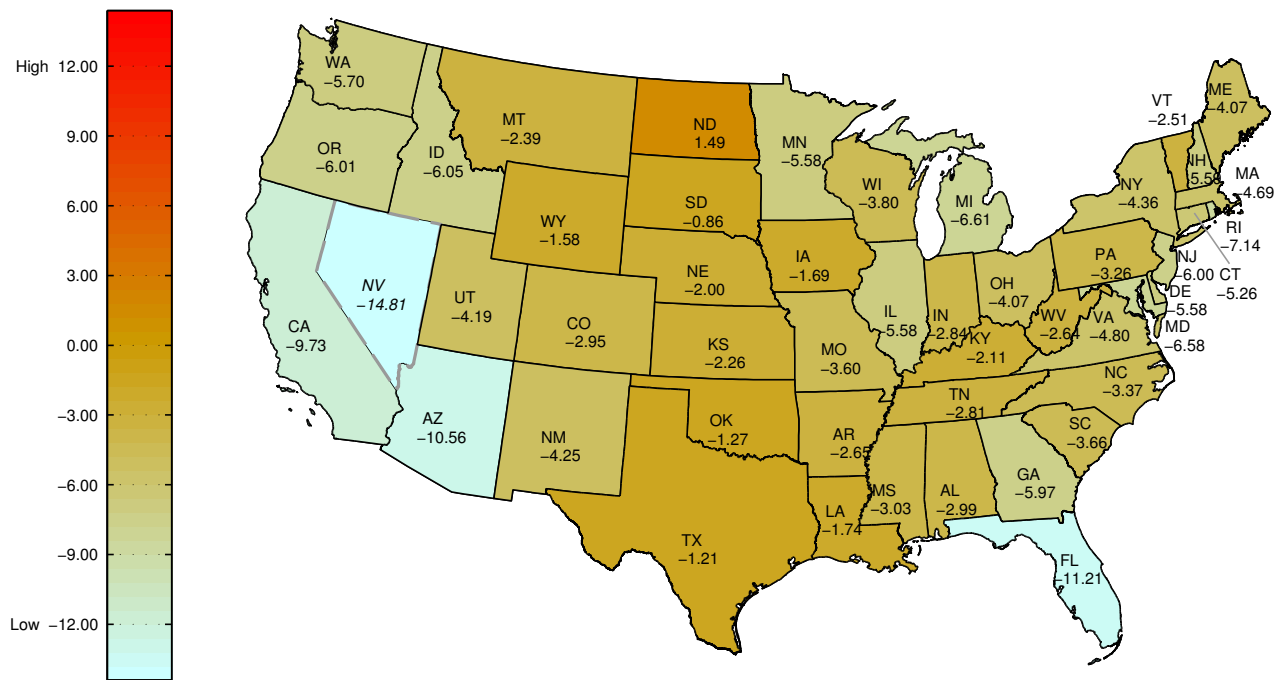 High 12.00
9.00
6.00
3.00
0.00
−3.00
−6.00
−9.00
Low −12.00
WA
−5.70
OR
−6.01
ID
−6.05
MT
−2.39
ND
1.49
MN
−5.58
WI
−3.80
MI
−6.61
VT
−2.51
ME
−4.07
NH
−5.58
MA
−4.69
NY
−4.36
RI
−7.14
CT
−5.26
NJ
−6.00
DE
−5.58
MD
−6.58
PA
−3.26
WY
−1.58
SD
−0.86
NE
−2.00
IA
−1.69
IL
−5.58
IN
−2.84
OH
−4.07
WV
−2.64
VA
−4.80
KY
−2.11
NV
−14.81
UT
−4.19
CO
−2.95
KS
−2.26
MO
−3.60
CA
−9.73
AZ
−10.56
NM
−4.25
OK
−1.27
AR
−2.65
TN
−2.81
NC
−3.37
SC
−3.66
GA
−5.97
AL
−2.99
MS
−3.03
LA
−1.74
TX
−1.21
FL
−11.21